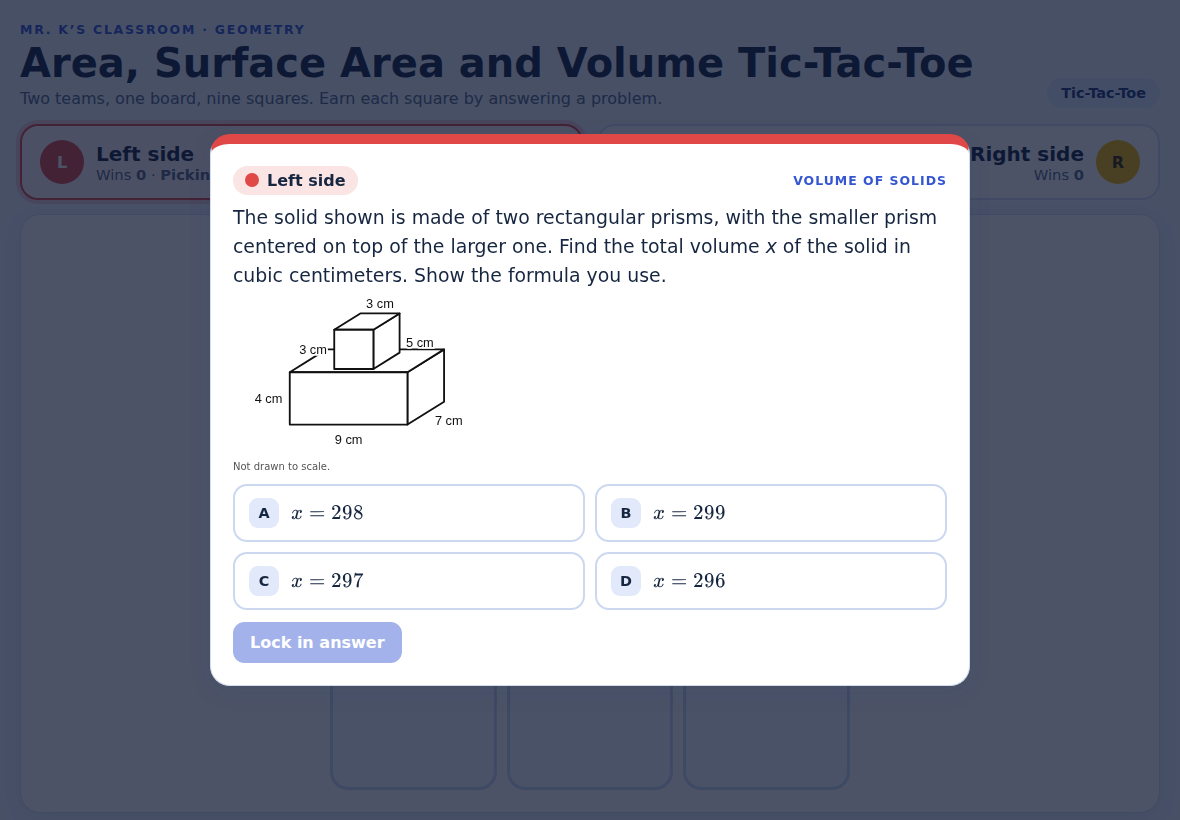 MR. K'S CLASSROOM · GEOMETRY
Area, Surface Area and Volume Tic-Tac-Toe
Two teams, one board, nine squares. Earn each square by answering a problem.
Tic-Tac-Toe
L
Left side
Wins 0 · Pickin
Right side
Wins 0
R
Left side
VOLUME OF SOLIDS
The solid shown is made of two rectangular prisms, with the smaller prism
centered on top of the larger one. Find the total volume x of the solid in
cubic centimeters. Show the formula you use.
3 cm
3 cm
5 cm
4 cm
7 cm
9 cm
Not drawn to scale.
A x = 298
B x = 299
C x = 297
D x = 296
Lock in answer